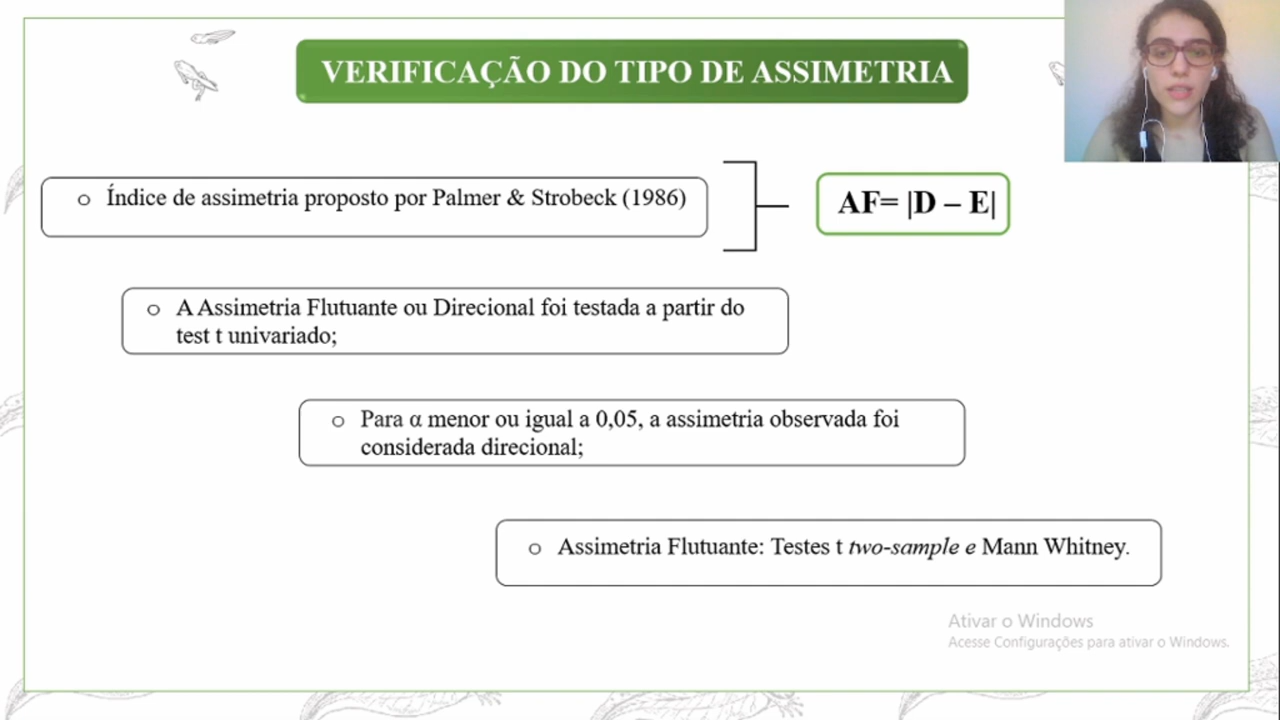 VERIFICAÇÃO DO TIPO DE ASSIMETRIA
Índice de assimetria proposto por Palmer & Strobeck (1986)
AF= |D – E|
A Assimetria Flutuante ou Direcional foi testada a partir do
test t univariado;
Para α menor ou igual a 0,05, a assimetria observada foi
considerada direcional;
Assimetria Flutuante: Testes t two-sample e Mann Whitney.
Ativar o Windows
Acesse Configurações para ativar o Windows.